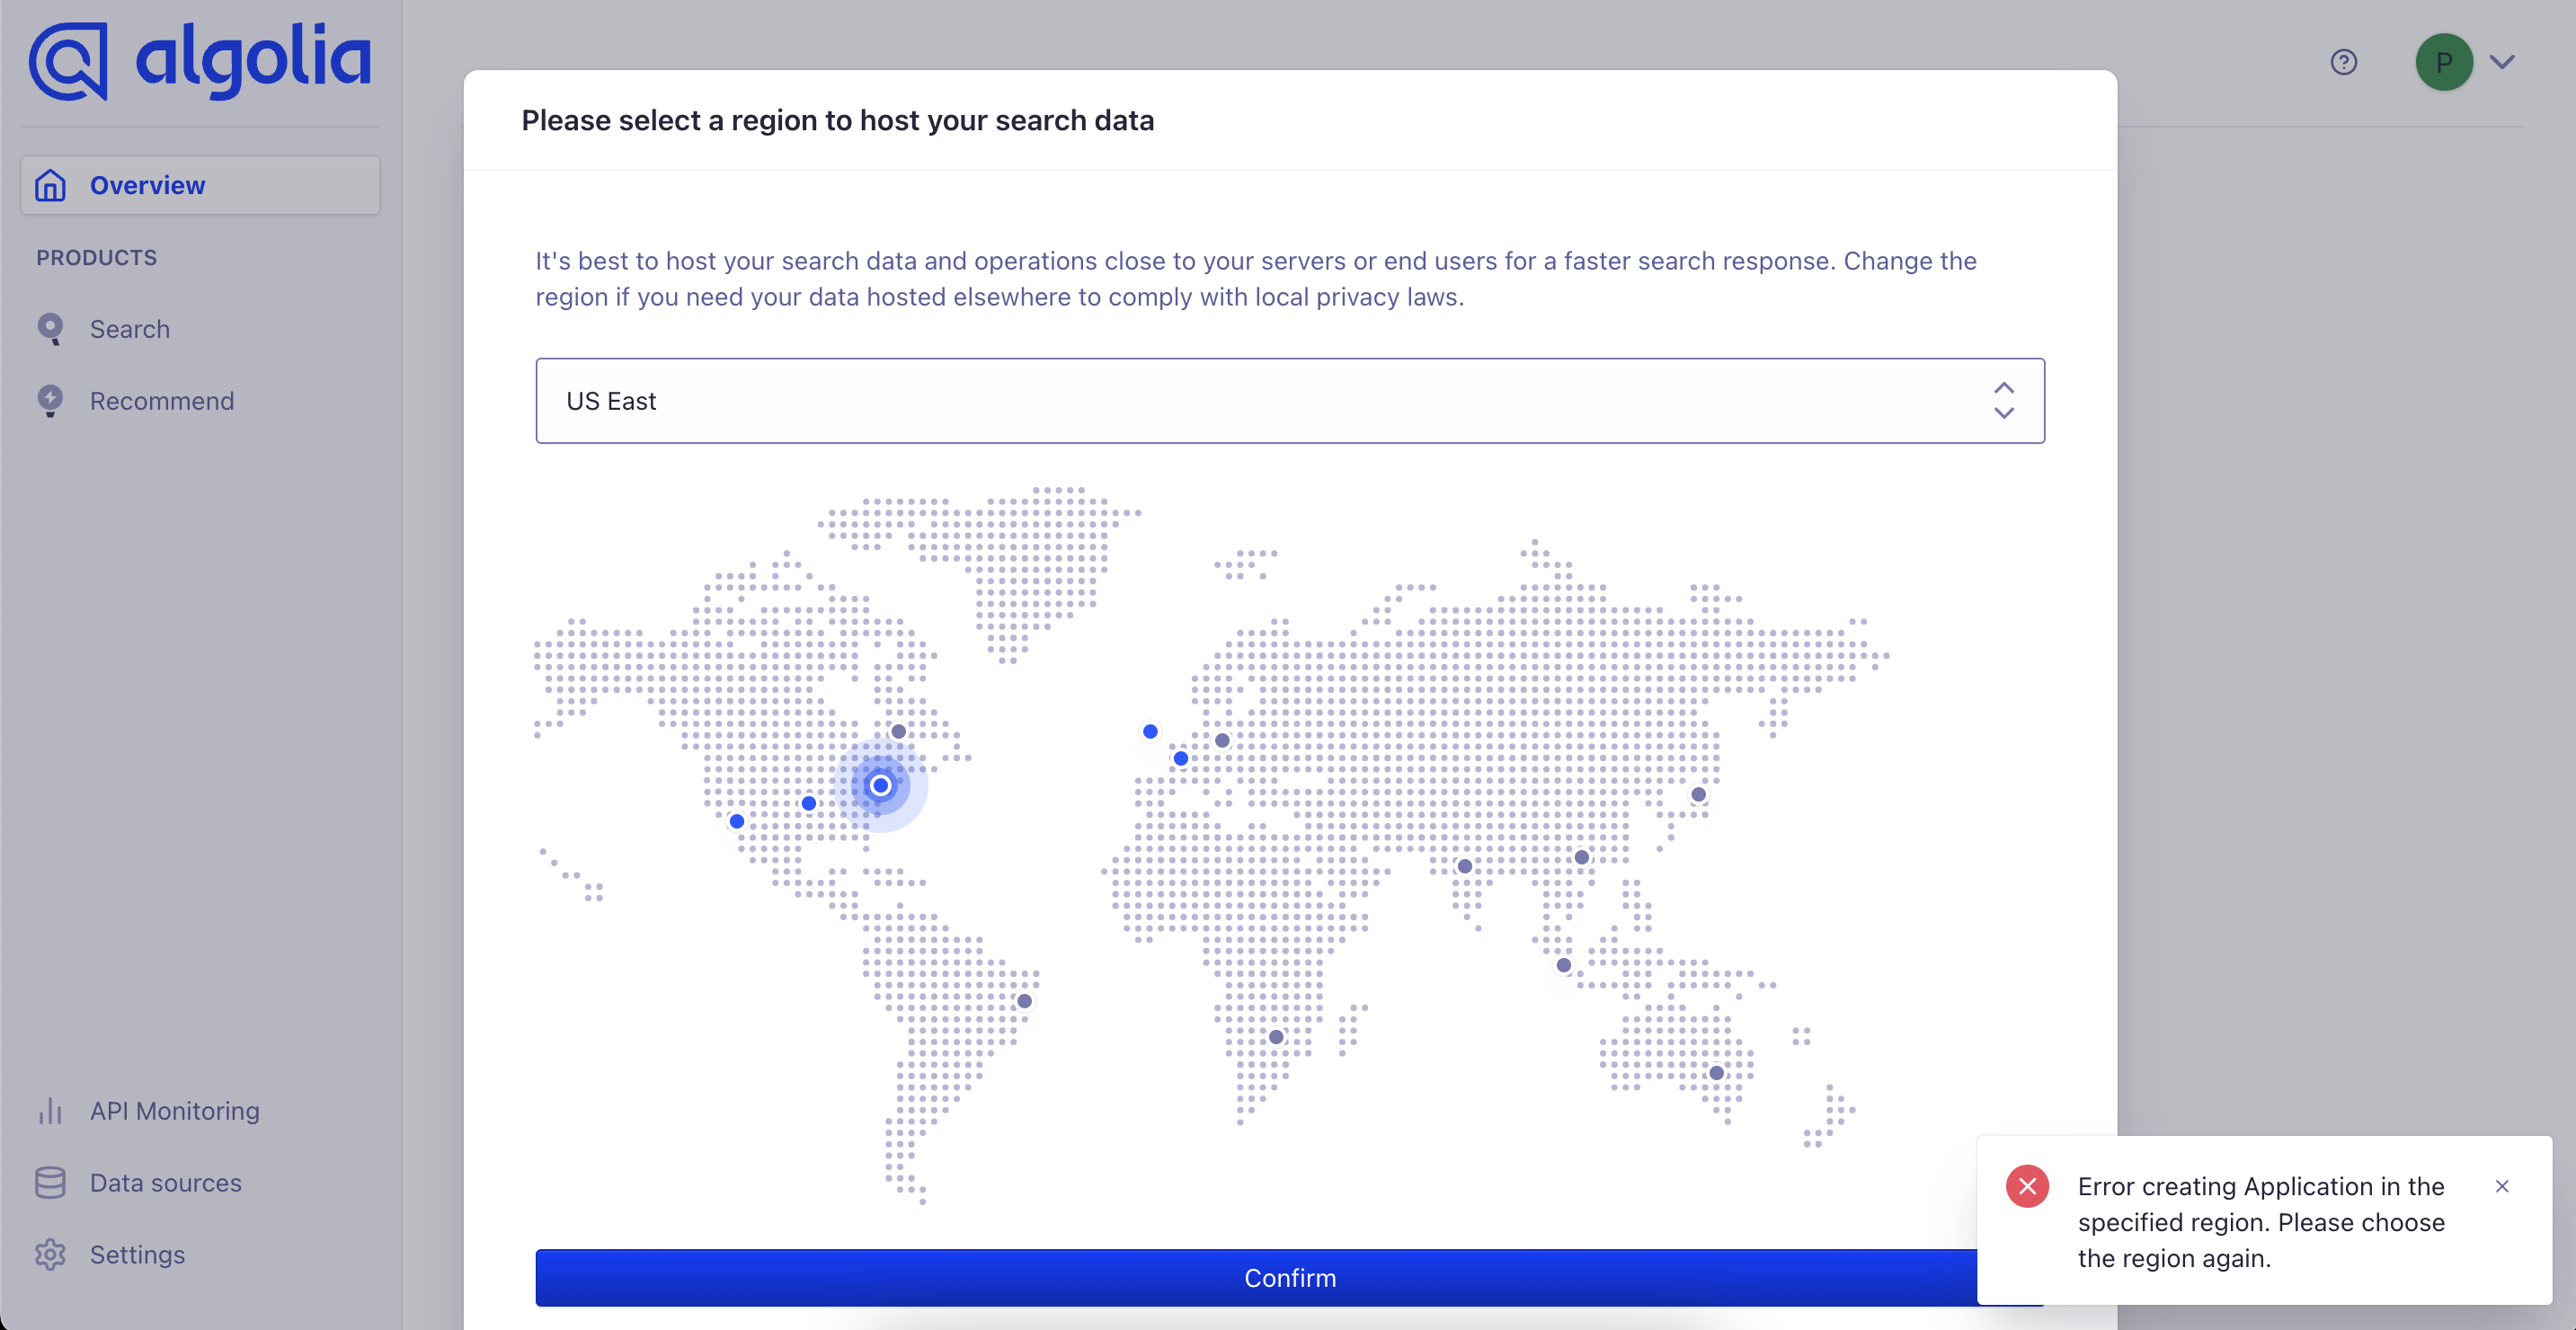 algolia
Overview
PRODUCTS
Search
Recommend
API Monitoring
Data sources
Settings
P
Please select a region to host your search data
It's best to host your search data and operations close to your servers or end users for a faster search response. Change the
region if you need your data hosted elsewhere to comply with local privacy laws.
US East
Confirm
Error creating Application in the
specified region. Please choose
the region again.